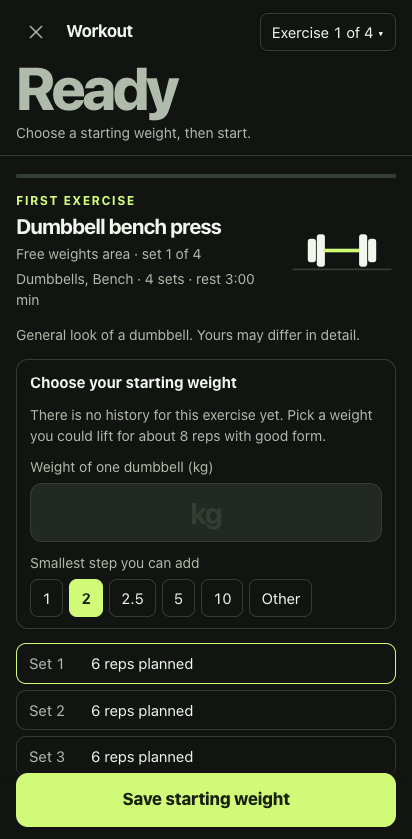 Workout
Exercise 1 of 4
Ready
Choose a starting weight, then start.
FIRST EXERCISE
Dumbbell bench press
Free weights area · set 1 of 4
Dumbbells, Bench · 4 sets · rest 3:00
min
General look of a dumbbell. Yours may differ in detail.
Choose your starting weight
There is no history for this exercise yet. Pick a weight
you could lift for about 8 reps with good form.
Weight of one dumbbell (kg)
kg
Smallest step you can add
1 2 2.5 5 10 Other
Set 1 6 reps planned
Set 2 6 reps planned
Set 3 6 reps planned
Save starting weight